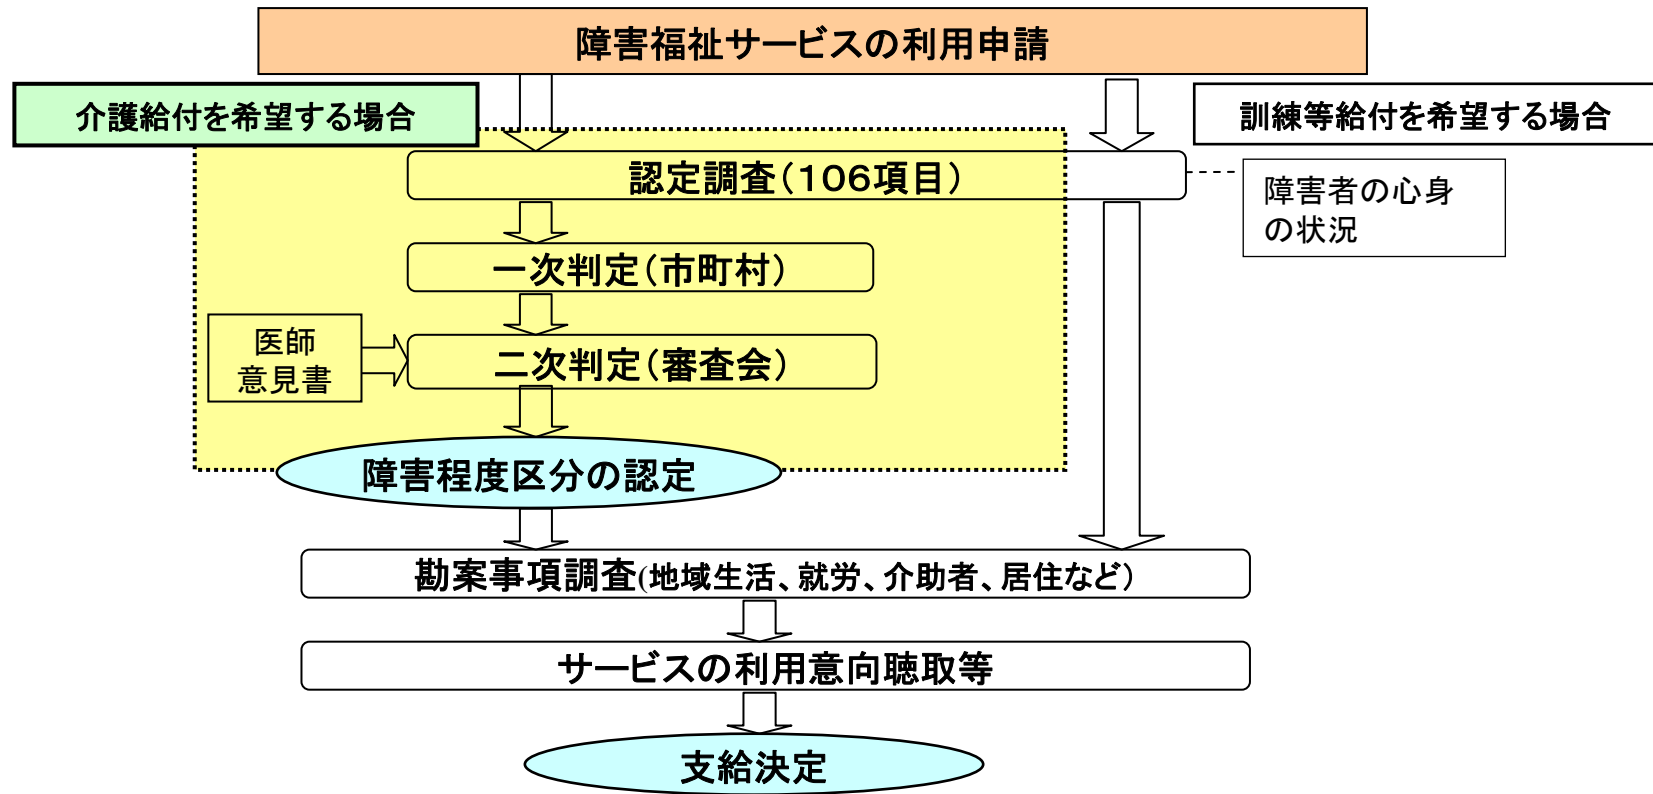 障害福祉サービスの利用申請
介護給付を希望する場合
訓練等給付を希望する場合
認定調査(106項目)
障害者の心身
の状況
一次判定(市町村)
医師
意見書
二次判定(審査会)
障害程度区分の認定
勘案事項調査(地域生活、就労、介助者、居住など)
サービスの利用意向聴取等
支給決定